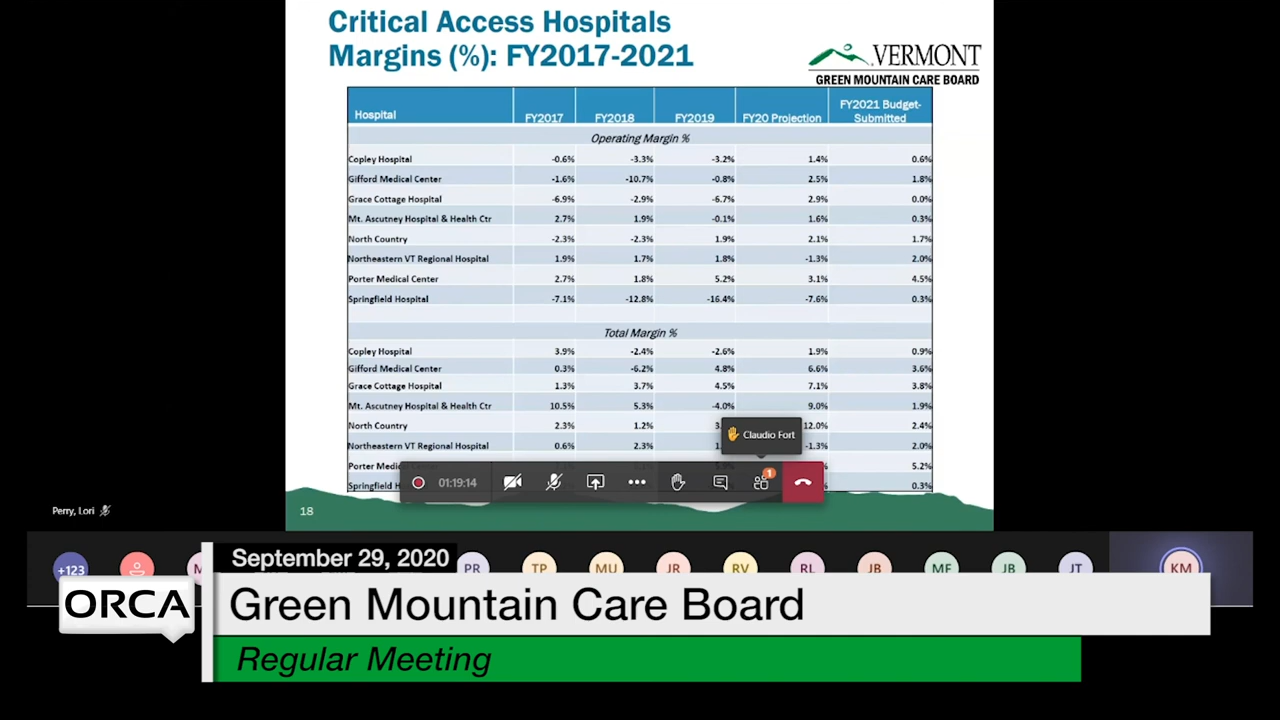 Critical Access Hospitals
Margins (%): FY2017-2021
VERMONT
GREEN MOUNTAIN CARE BOARD
Hospital FY2017 FY2018 FY2019 FY20 Projection FY2021 Budget-Submitted
Operating Margin %
Copley Hospital -0.6% -3.3% -3.2% 1.4% 0.6%
Gifford Medical Center -1.6% -10.7% -0.8% 2.5% 1.8%
Grace Cottage Hospital -6.9% -2.9% -6.7% 2.9% 0.0%
Mt. Ascutney Hospital & Health Ctr 2.7% 1.9% -0.1% 1.6% 0.3%
North Country -2.3% -2.3% 1.9% 2.1% 1.7%
Northeastern VT Regional Hospital 1.9% 1.7% 1.8% -1.3% 2.0%
Porter Medical Center 2.7% 1.8% 5.2% 3.1% 4.5%
Springfield Hospital -7.1% -12.8% -16.4% -7.6% 0.3%
Total Margin %
Copley Hospital 3.9% -2.4% -2.6% 1.9% 0.9%
Gifford Medical Center 0.3% -6.2% 4.8% 6.6% 3.6%
Grace Cottage Hospital 1.3% 3.7% 4.5% 7.1% 3.8%
Mt. Ascutney Hospital & Health Ctr 10.5% 5.3% -4.0% 9.0% 1.9%
North Country 2.3% 1.2% 12.0% 2.4%
Claudio Fort
Northeastern VT Regional Hospital 0.6% 2.3% -1.3% 2.0%
Porter 5.2%
Springfield 0.3%
01:19:14
1
18
Perry, Lori
+123 M PR TP MU JR RV RL JB MF JB JT KM
September 29, 2020
ORCA
Green Mountain Care Board
Regular Meeting